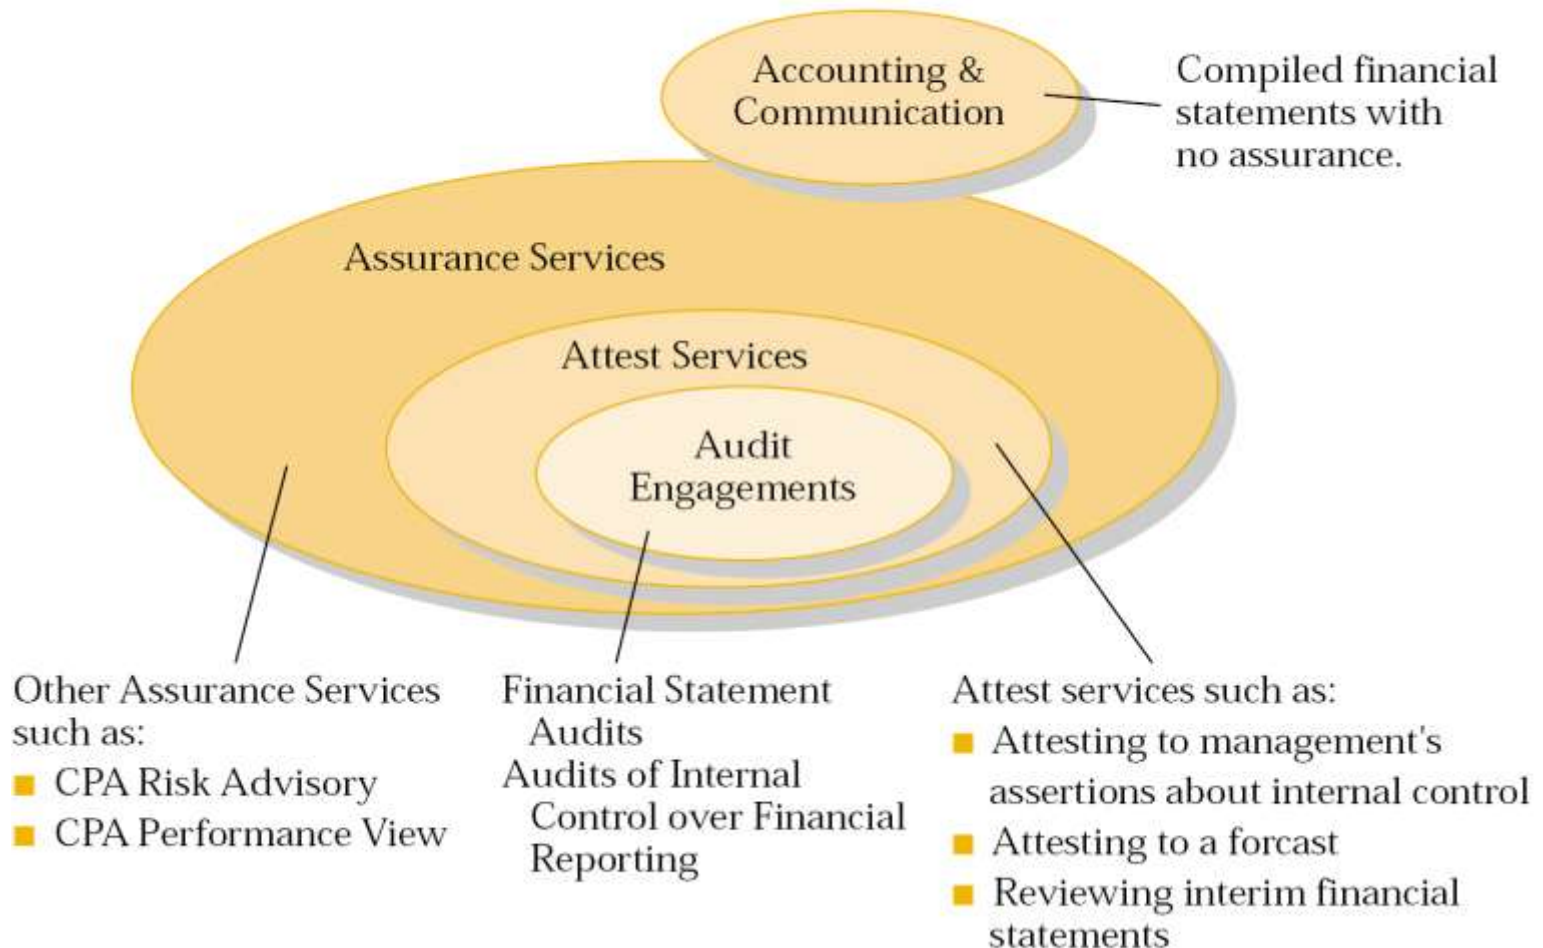 Accounting &
Communication
Compiled financial
statements with
no assurance.
Assurance Services
Attest Services
Audit
Engagements
Other Assurance Services
such as:
■ CPA Risk Advisory
■ CPA Performance View
Financial Statement
Audits
Audits of Internal
Control over Financial
Reporting
Attest services such as:
■ Attesting to management's
assertions about internal control
■ Attesting to a forcast
■ Reviewing interim financial
statements